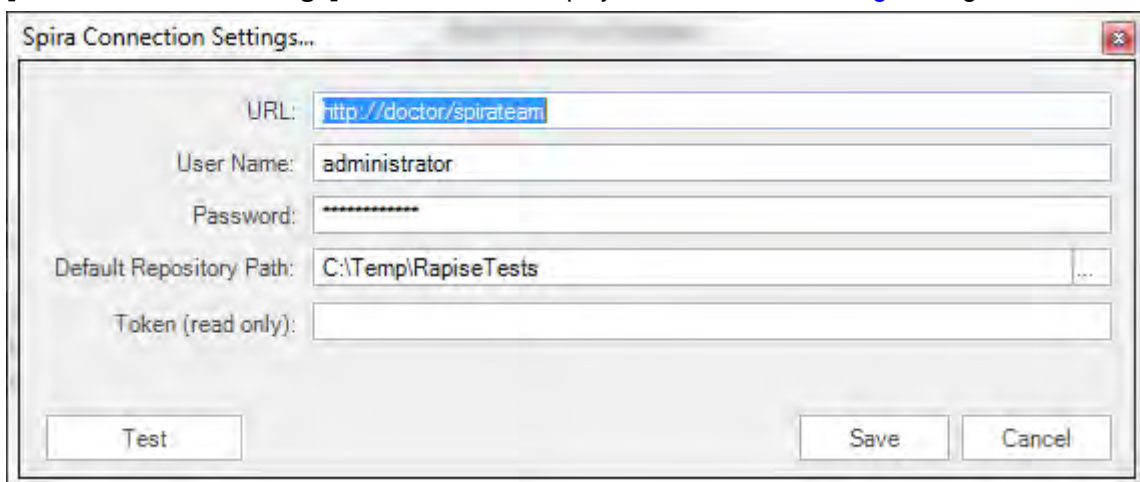 Spira Connection Settings...
URL: http://doctor/spirateam
User Name: administrator
Password: *************
Default Repository Path: C:\Temp\RapiseTests ...
Token (read only):
Test Save Cancel